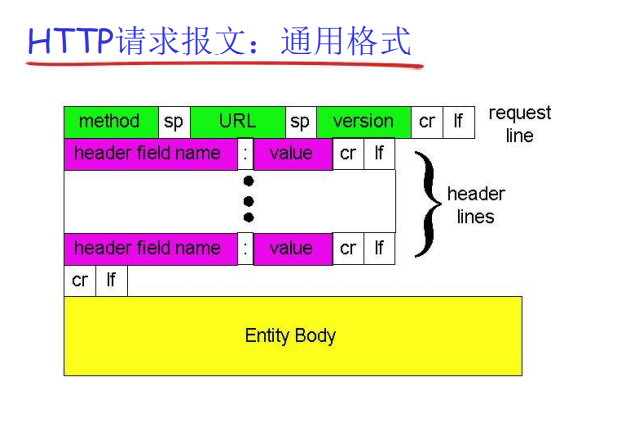 HTTP请求报文：通用格式
method sp URL sp version cr lf request line
header field name : value cr lf
header lines
header field name : value cr lf
cr lf
Entity Body